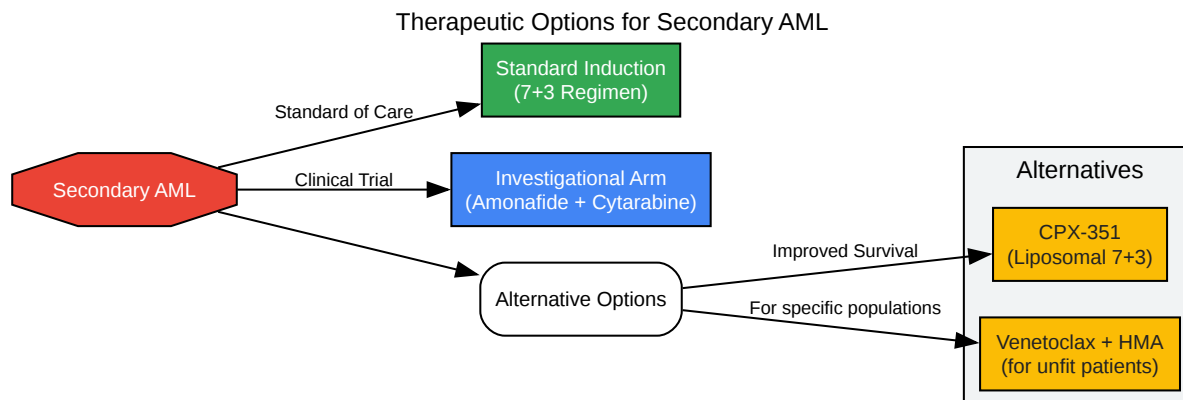 Therapeutic Options for Secondary AML
Standard Induction
(7+3 Regimen)
Standard of Care
Secondary AML
Clinical Trial
Investigational Arm
(Amonafide + Cytarabine)
Alternative Options
Improved Survival
For specific populations
Alternatives
CPX-351
(Liposomal 7+3)
Venetoclax + HMA
(for unfit patients)